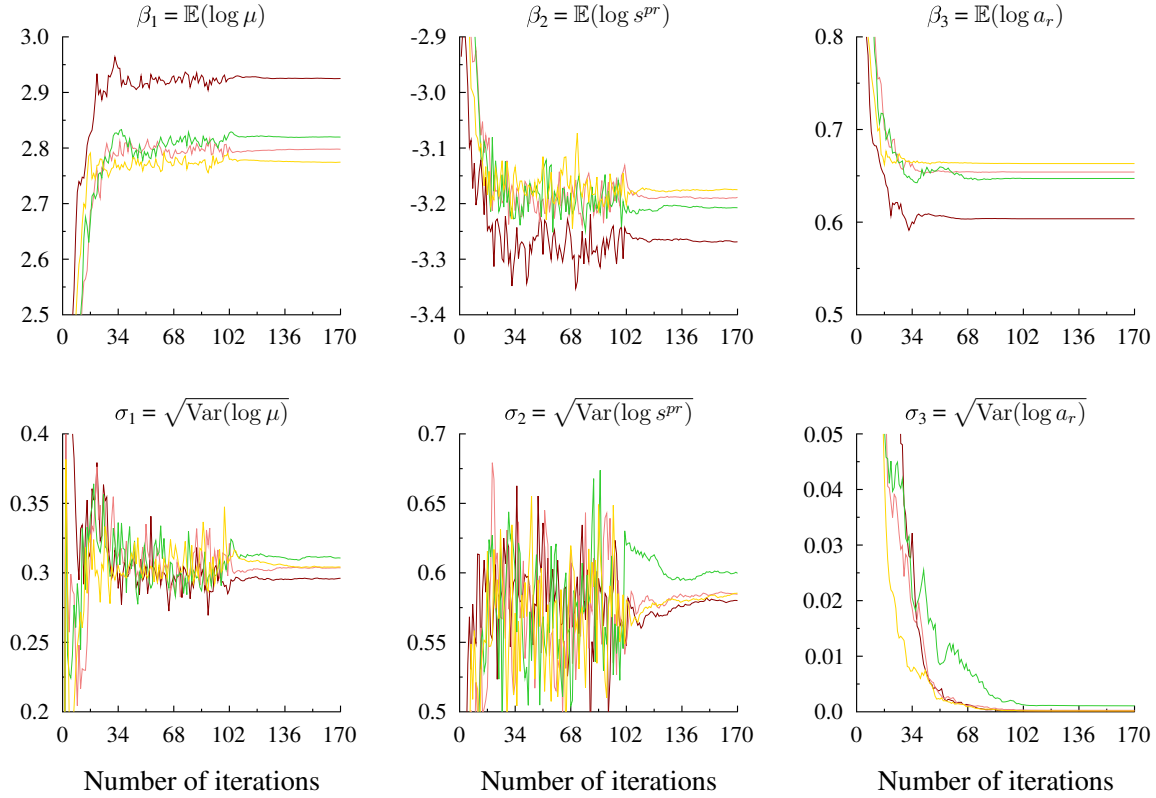 β₁ = 𝔼(log μ)
3.0
2.9
2.8
2.7
2.6
2.5
0 34 68 102 136 170
β₂ = 𝔼(log sᵖʳ)
-2.9
-3.0
-3.1
-3.2
-3.3
-3.4
0 34 68 102 136 170
β₃ = 𝔼(log aᵣ)
0.8
0.7
0.6
0.5
0 34 68 102 136 170
σ₁ = √Var(log μ)
0.4
0.35
0.3
0.25
0.2
0 34 68 102 136 170
Number of iterations
σ₂ = √Var(log sᵖʳ)
0.7
0.65
0.6
0.55
0.5
0 34 68 102 136 170
Number of iterations
σ₃ = √Var(log aᵣ)
0.05
0.04
0.03
0.02
0.01
0.0
0 34 68 102 136 170
Number of iterations